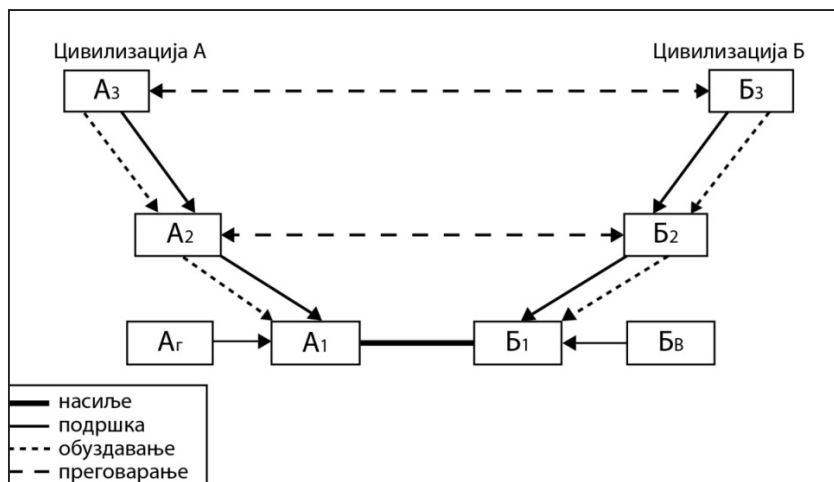 Цивилизација А
Цивилизација Б
А3
Б3
А2
Б2
Аг
А1
Б1
Бв
насиље
подршка
обуздавање
преговарање